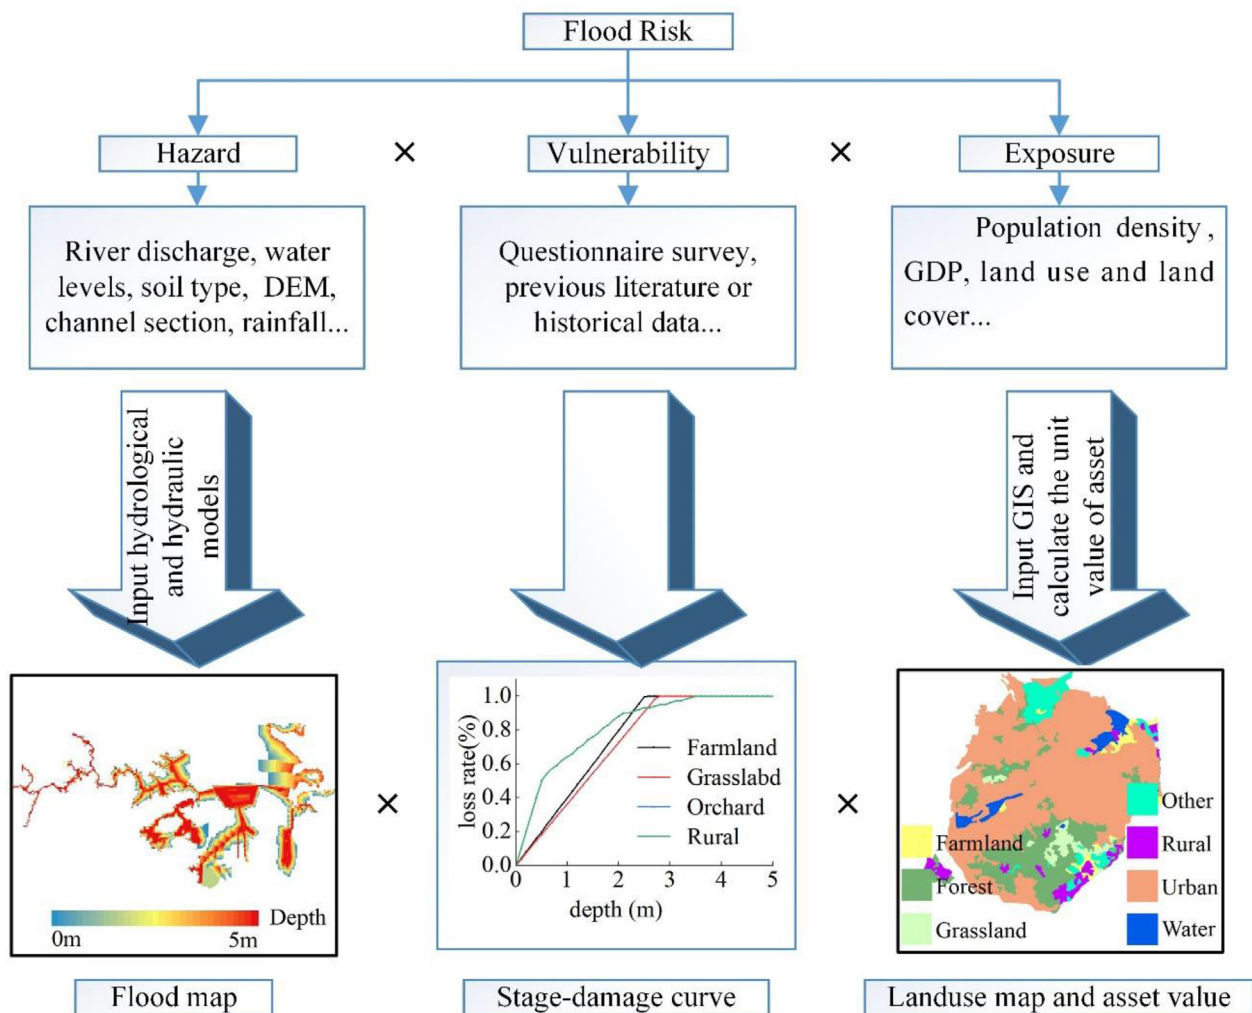 Flood Risk
Hazard
×
Vulnerability
×
Exposure
River discharge, water
levels, soil type, DEM,
channel section, rainfall...
Questionnaire survey,
previous literature or
historical data...
Population density,
GDP, land use and land
cover...
Input hydrological
and hydraulic
models
Input GIS and
calculate the unit
value of asset
Depth
0m
5m
×
loss rate(%)
1.0
0.8
0.6
0.4
0.2
0.0
0
1
2
3
4
5
depth (m)
Farmland
Grasslabd
Orchard
Rural
×
Other
Farmland
Rural
Forest
Urban
Grassland
Water
Flood map
Stage-damage curve
Landuse map and asset value